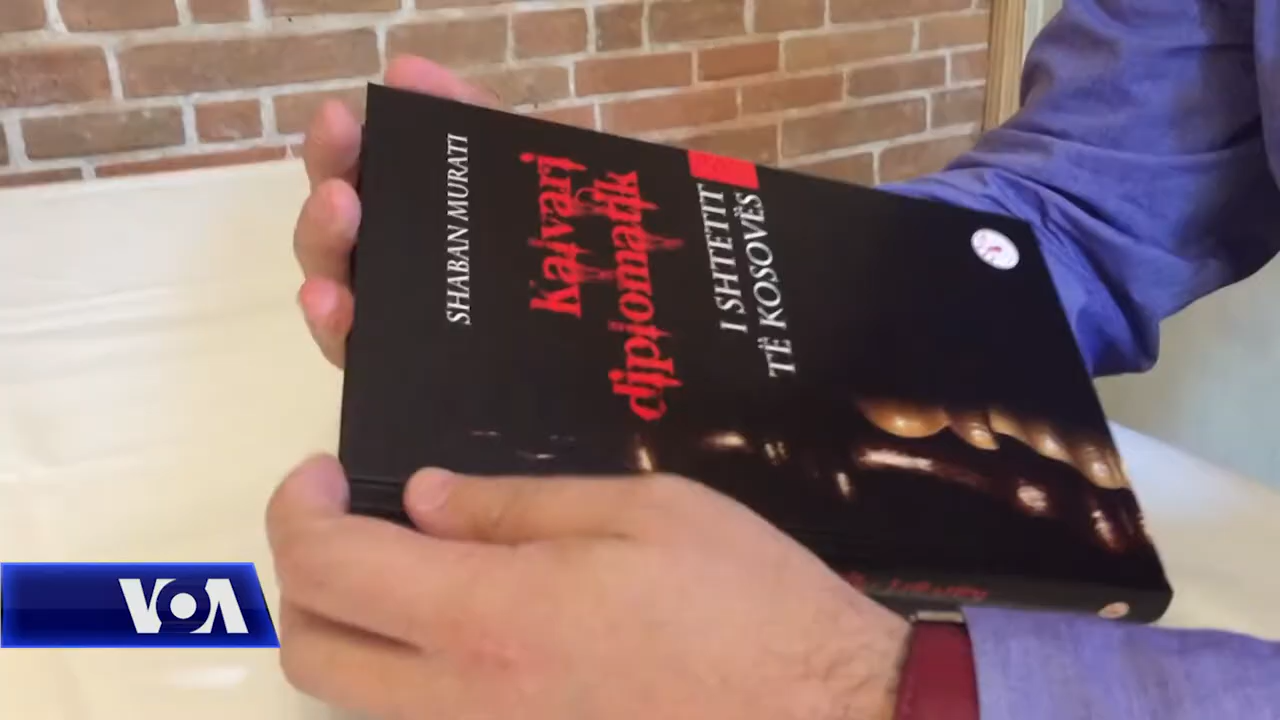 SHABAN MURATI
Kalvari
diplomatik
I SHTETIT
TË KOSOVËS
VOA